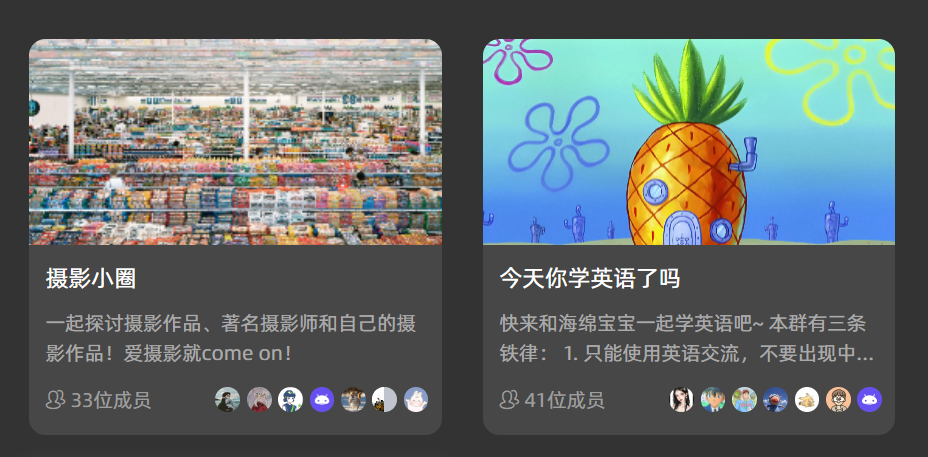 摄影小圈
一起探讨摄影作品、著名摄影师和自己的摄
影作品！爱摄影就come on！
33位成员
今天你学英语了吗
快来和海绵宝宝一起学英语吧~ 本群有三条
铁律： 1. 只能使用英语交流，不要出现中...
41位成员